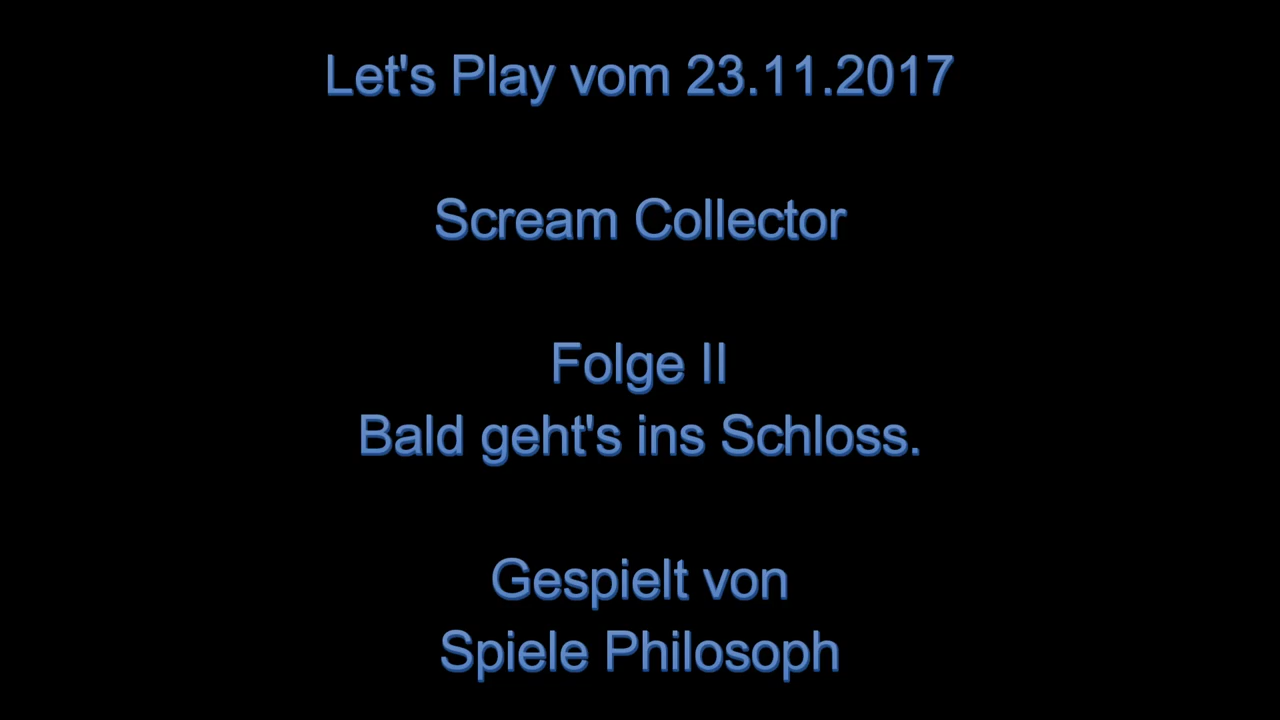 Let's Play vom 23.11.2017
Scream Collector
Folge II
Bald geht's ins Schloss.
Gespielt von
Spiele Philosoph